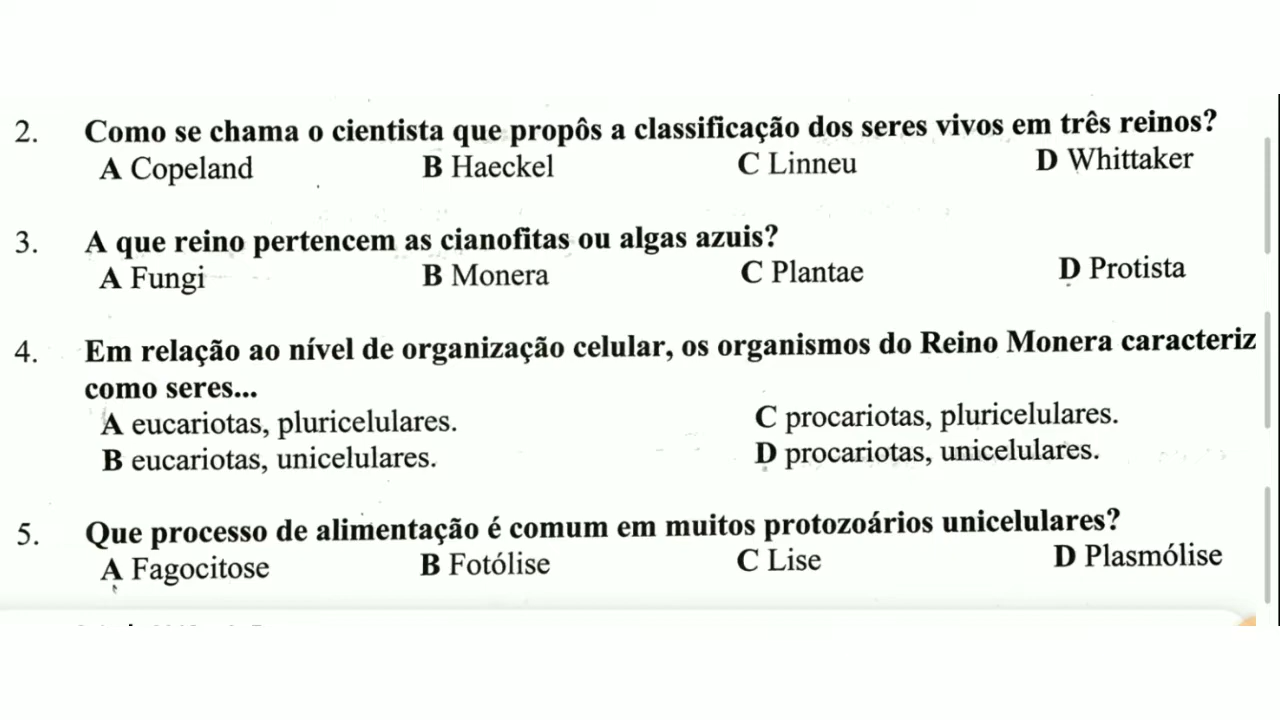 2. Como se chama o cientista que propôs a classificação dos seres vivos em três reinos?
A Copeland B Haeckel C Linneu D Whittaker
3. A que reino pertencem as cianofitas ou algas azuis?
A Fungi B Monera C Plantae D Protista
4. Em relação ao nível de organização celular, os organismos do Reino Monera caracteriz
como seres...
A eucariotas, pluricelulares. C procariotas, pluricelulares.
B eucariotas, unicelulares. D procariotas, unicelulares.
5. Que processo de alimentação é comum em muitos protozoários unicelulares?
A Fagocitose B Fotólise C Lise D Plasmólise